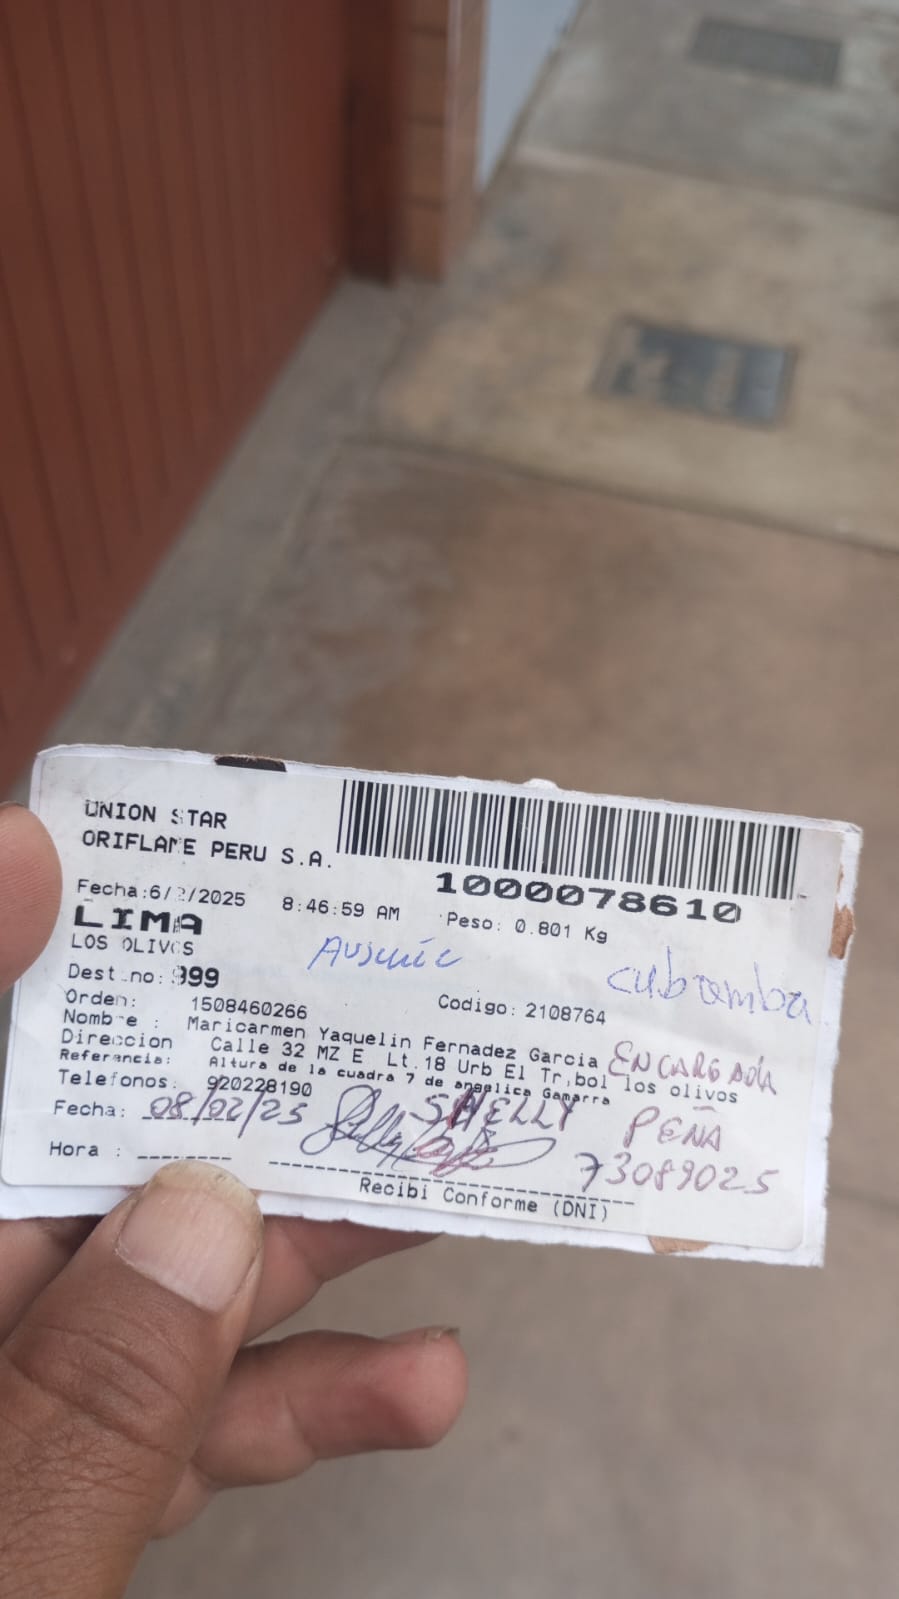 UNION STAR
ORIFLAME PERU S.A.
1000078610
Fecha:6/2/2025 8:46:59 AM Peso: 0.801 Kg
LIMA
LOS OLIVOS
Ausente
cubamba
Dest.no: 999
Orden: 1508460266 Codigo: 2108764
Nombre : Maricarmen Yaquelin Fernadez Garcia
ENCARGADA
Direccion Calle 32 MZ E Lt.18 Urb El Trebol los olivos
Referencia: Altura de la cuadra 7 de angelica Gamarra
Telefonos: 920228190
Fecha: 08/02/25
SHELLY PEÑA
73089025
Hora :
Recibi Conforme (DNI)